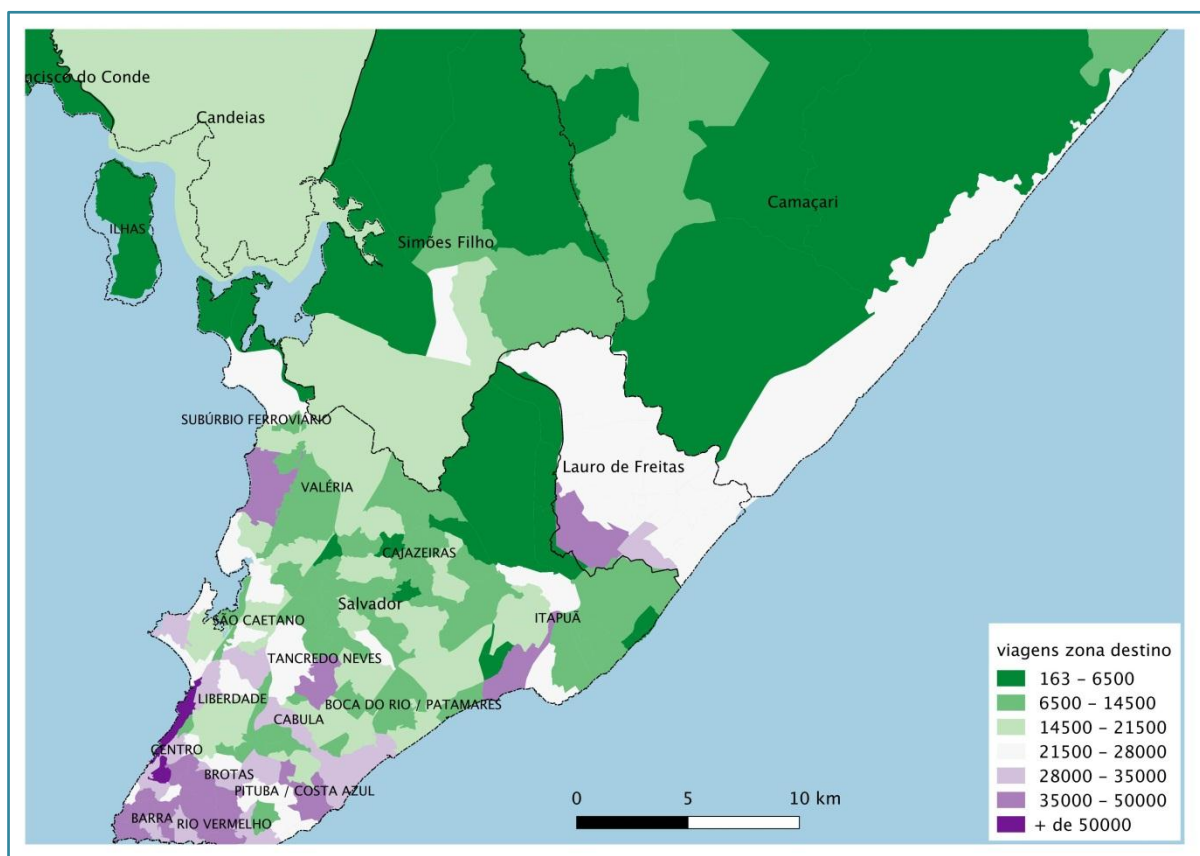 ncisco do Conde
Candeias
Camaçari
ILHAS
Simões Filho
SUBÚRBIO FERROVIÁRIO
Lauro de Freitas
VALÉRIA
CAJAZEIRAS
Salvador
SÃO CAETANO
ITAPUÃ
TANCREDO NEVES
LIBERDADE
BOCA DO RIO / PATAMARES
CABULA
CENTRO
BROTAS
PITUBA / COSTA AZUL
BARRA
RIO VERMELHO
0 5 10 km
viagens zona destino
163 – 6500
6500 – 14500
14500 – 21500
21500 – 28000
28000 – 35000
35000 – 50000
+ de 50000